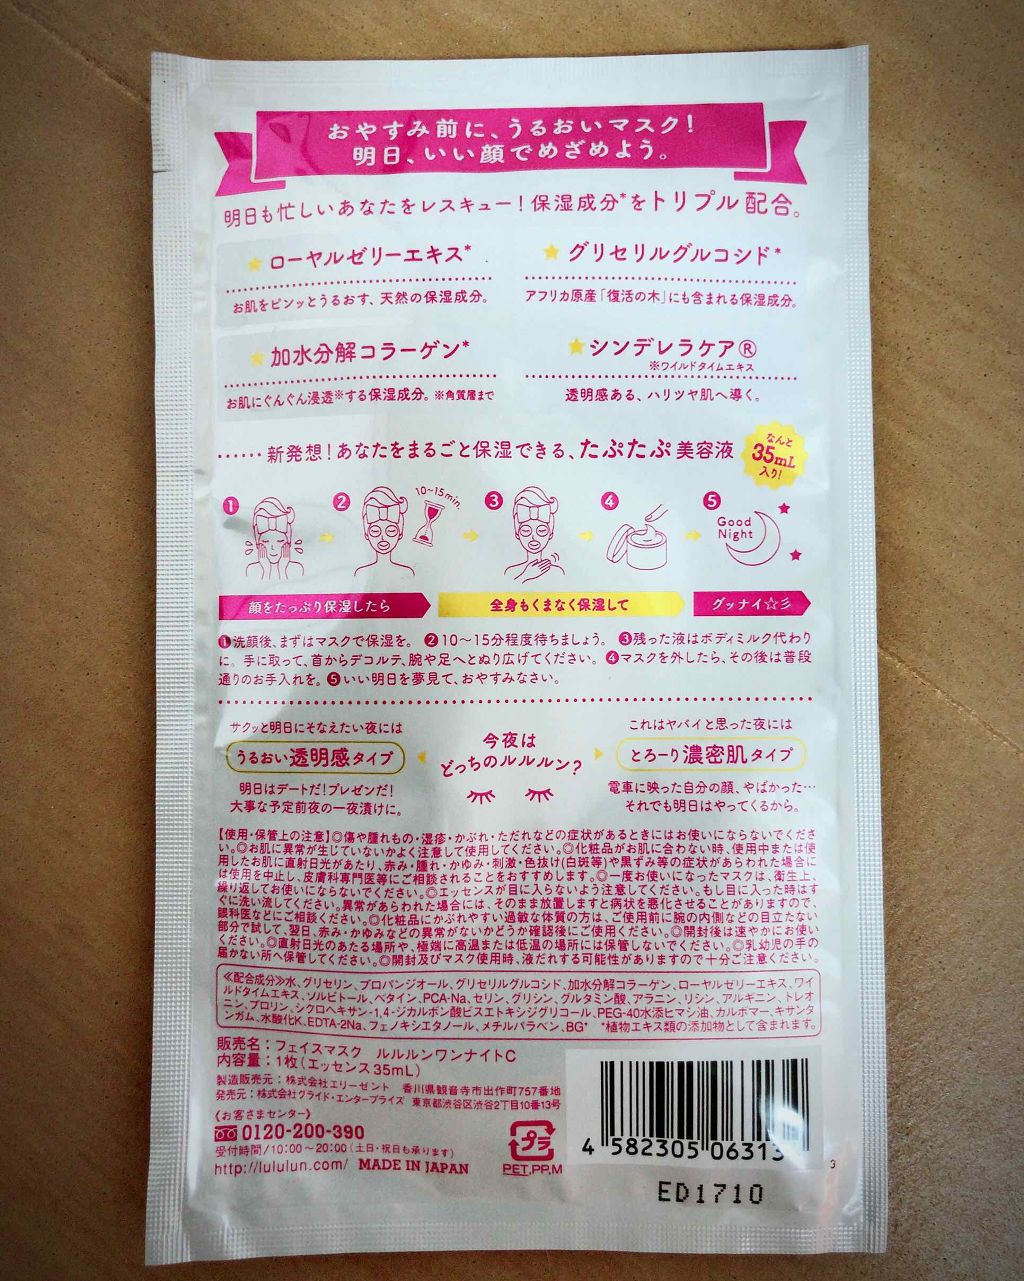 おやすみ前に、うるおいマスク!
明日、いい顔でめざめよう。
明日も忙しいあなたをレスキュー!保湿成分*をトリプル配合。
ローヤルゼリーエキス*
お肌をピンッとうるおす、天然の保湿成分。
グリセリルグルコシド*
アフリカ原産「復活の木」にも含まれる保湿成分。
加水分解コラーゲン*
お肌にぐんぐん浸透※する保湿成分。※角質層まで
シンデレラケア®
※ワイルドタイムエキス
透明感ある、ハリツヤ肌へ導く。
……新発想!あなたをまるごと保湿できる、たぷたぷ美容液
なんと
35mL
入り!
1
2
10~15min.
3
4
5
Good
Night
顔をたっぷり保湿したら
全身もくまなく保湿して
グッナイ☆彡
❶洗顔後、まずはマスクで保湿を。 ❷10〜15分程度待ちましょう。 ❸残った液はボディミルク代わり
に。手に取って、首からデコルテ、腕や足へとぬり広げてください。 ❹マスクを外したら、その後は普段
通りのお手入れを。❺いい明日を夢見て、おやすみなさい。
サクッと明日にそなえたい夜には
うるおい透明感タイプ
明日はデートだ!プレゼンだ!
大事な予定前夜の一夜漬けに。
今夜は
どっちのルルルン?
これはヤバイと思った夜には
とろーり濃密肌タイプ
電車に映った自分の顔、やばかった…
それでも明日はやってくるから。
【使用・保管上の注意】◎傷や腫れもの・湿疹・かぶれ・ただれなどの症状があるときにはお使いにならないでくださ
い。◎お肌に異常が生じていないかよく注意して使用してください。◎化粧品がお肌に合わない時、使用中または使
用したお肌に直射日光があたり、赤み・腫れ・かゆみ・刺激・色抜け(白斑等)や黒ずみ等の症状があらわれた場合に
は使用を中止し、皮膚科専門医等にご相談されることをおすすめします。◎一度お使いになったマスクは、衛生上、
繰り返してお使いにならないでください。◎エッセンスが目に入らないよう注意してください。もし目に入った時はす
ぐに洗い流してください。異常があらわれた場合には、そのまま放置しますと病状を悪化させることがありますので、
眼科医などにご相談ください。◎化粧品にかぶれやすい過敏な体質の方は、ご使用前に腕の内側などの目立たない
部分で試して、翌日、赤み・かゆみなどの異常がないかどうか確認後にご使用ください。◎開封後は速やかにお使い
ください。◎直射日光のあたる場所や、極端に高温または低温の場所には保管しないでください。◎乳幼児の手の
届かない所へ保管してください。◎開封及びマスク使用時、液だれする可能性がありますので十分ご注意ください。
≪配合成分≫水、グリセリン、プロパンジオール、グリセリルグルコシド、加水分解コラーゲン、ローヤルゼリーエキス、ワイ
ルドタイムエキス、ソルビトール、ベタイン、PCA-Na、セリン、グリシン、グルタミン酸、アラニン、リシン、アルギニン、トレオ
ニン、プロリン、シクロヘキサン-1,4-ジカルボン酸ビスエトキシジグリコール、PEG-40水添ヒマシ油、カルボマー、キサンタ
ンガム、水酸化K、EDTA-2Na、フェノキシエタノール、メチルパラベン、BG* *植物エキス類の添加物として含まれます。
販売名:フェイスマスク ルルルンワンナイトC
内容量:1枚(エッセンス35mL)
製造販売元:株式会社エリーゼント 香川県観音寺市出作町757番地
発売元:株式会社グライド・エンタープライズ 東京都渋谷区渋谷2丁目10番13号
《お客さまセンター》
0120-200-390
受付時間/10:00〜20:00(土日・祝日も承ります)
http://lululun.com/ MADE IN JAPAN
プラ
PET,PP,M
4 582305 06313
3
ED1710